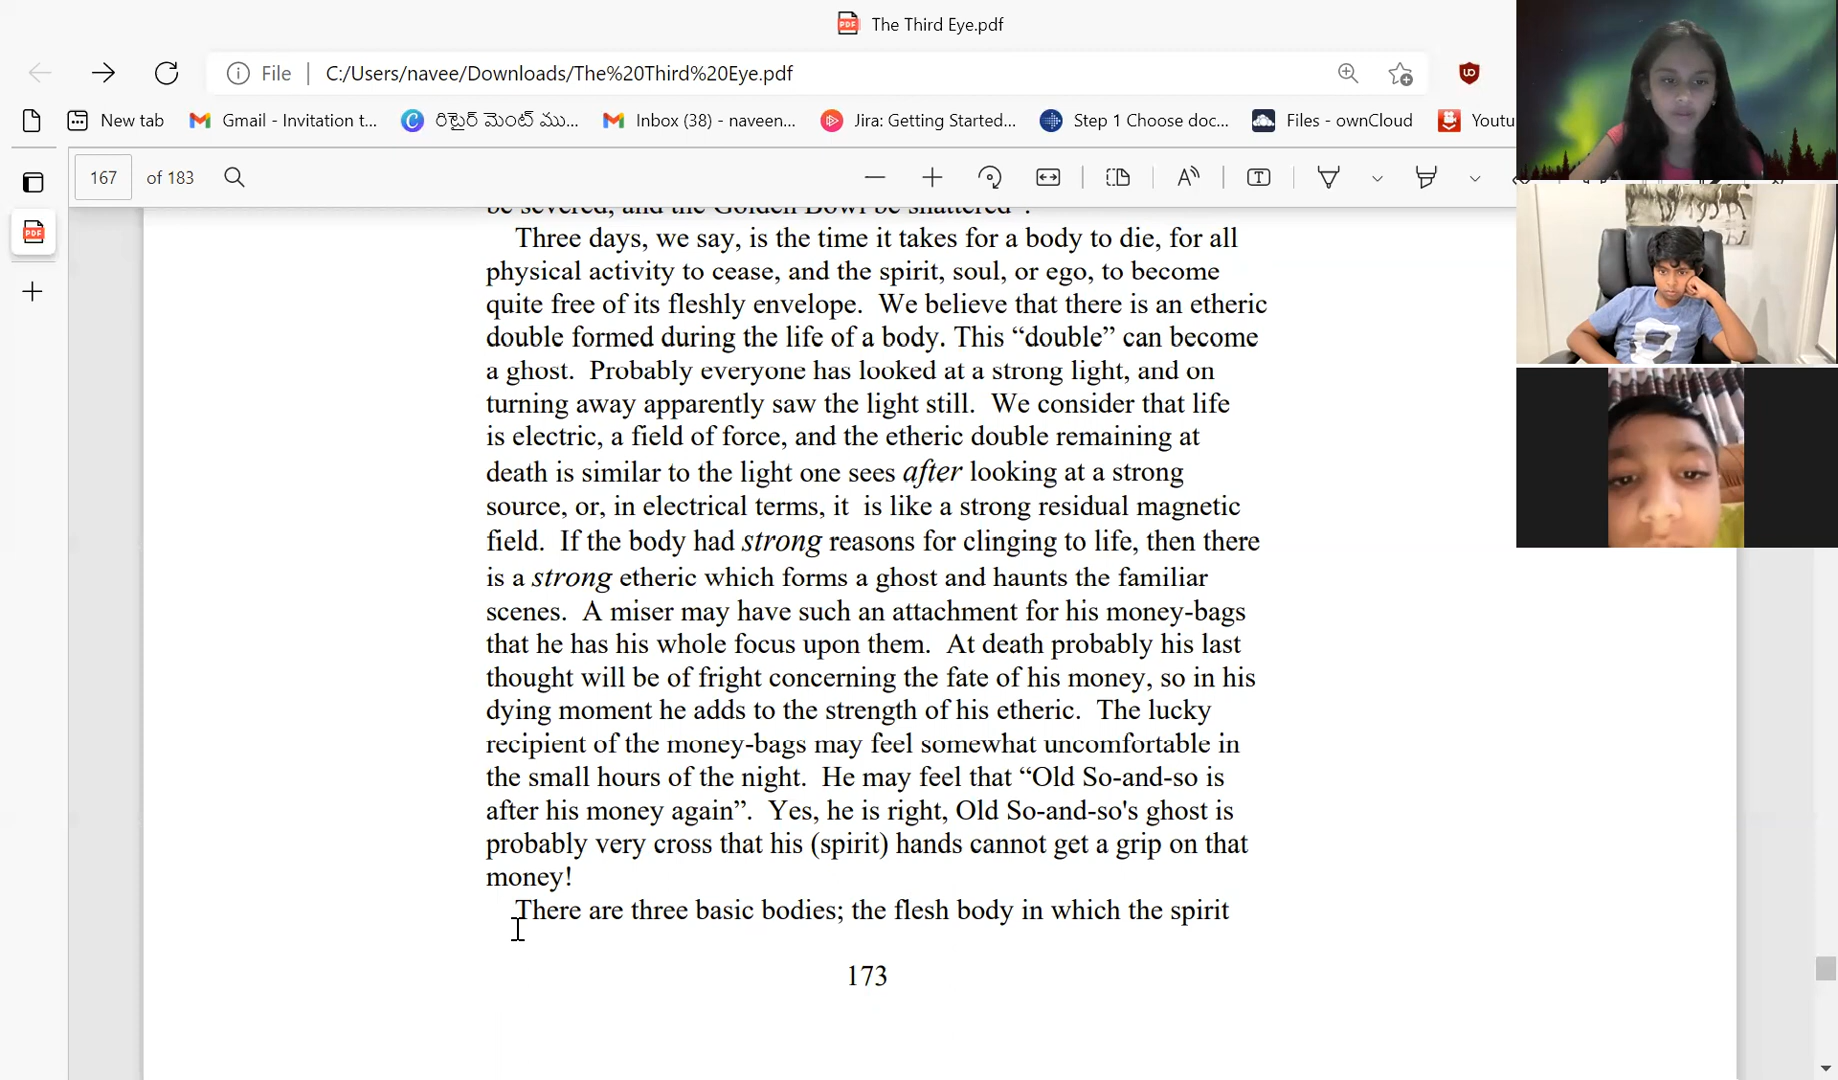 The Third Eye.pdf
File
C:/Users/navee/Downloads/The%20Third%20Eye.pdf
New tab
Gmail - Invitation t...
రిటైర్ మెంట్ ము...
Inbox (38) - naveen...
Jira: Getting Started...
Step 1 Choose doc...
Files - ownCloud
Youtu
167 of 183
be severed, and the Golden Bowl be shattered".
Three days, we say, is the time it takes for a body to die, for all
physical activity to cease, and the spirit, soul, or ego, to become
quite free of its fleshly envelope. We believe that there is an etheric
double formed during the life of a body. This “double” can become
a ghost. Probably everyone has looked at a strong light, and on
turning away apparently saw the light still. We consider that life
is electric, a field of force, and the etheric double remaining at
death is similar to the light one sees after looking at a strong
source, or, in electrical terms, it is like a strong residual magnetic
field. If the body had strong reasons for clinging to life, then there
is a strong etheric which forms a ghost and haunts the familiar
scenes. A miser may have such an attachment for his money-bags
that he has his whole focus upon them. At death probably his last
thought will be of fright concerning the fate of his money, so in his
dying moment he adds to the strength of his etheric. The lucky
recipient of the money-bags may feel somewhat uncomfortable in
the small hours of the night. He may feel that “Old So-and-so is
after his money again”. Yes, he is right, Old So-and-so's ghost is
probably very cross that his (spirit) hands cannot get a grip on that
money!
There are three basic bodies; the flesh body in which the spirit
173